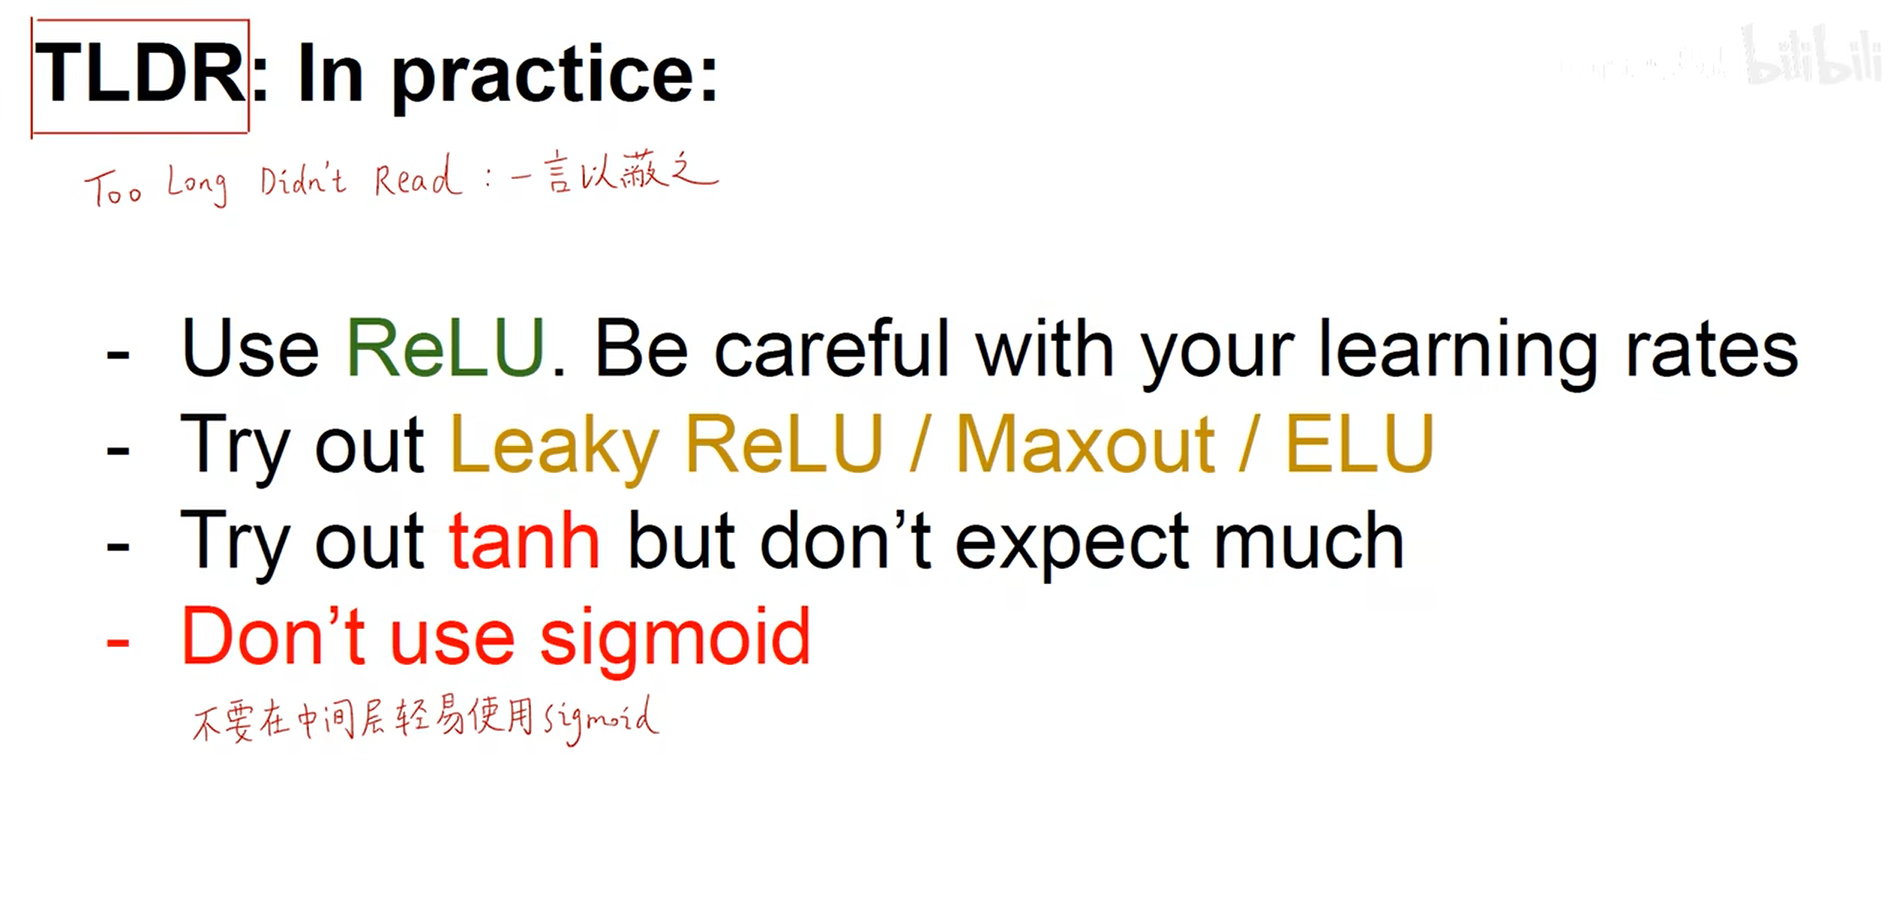 TLDR: In practice:
bilibili
Too Long Didn't Read：一言以蔽之
- Use ReLU. Be careful with your learning rates
- Try out Leaky ReLU / Maxout / ELU
- Try out tanh but don’t expect much
- Don’t use sigmoid
不要在中间层轻易使用sigmoid